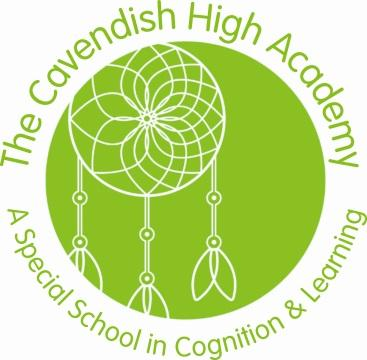 The Cavendish High Academy
A Special School in Cognition & Learning